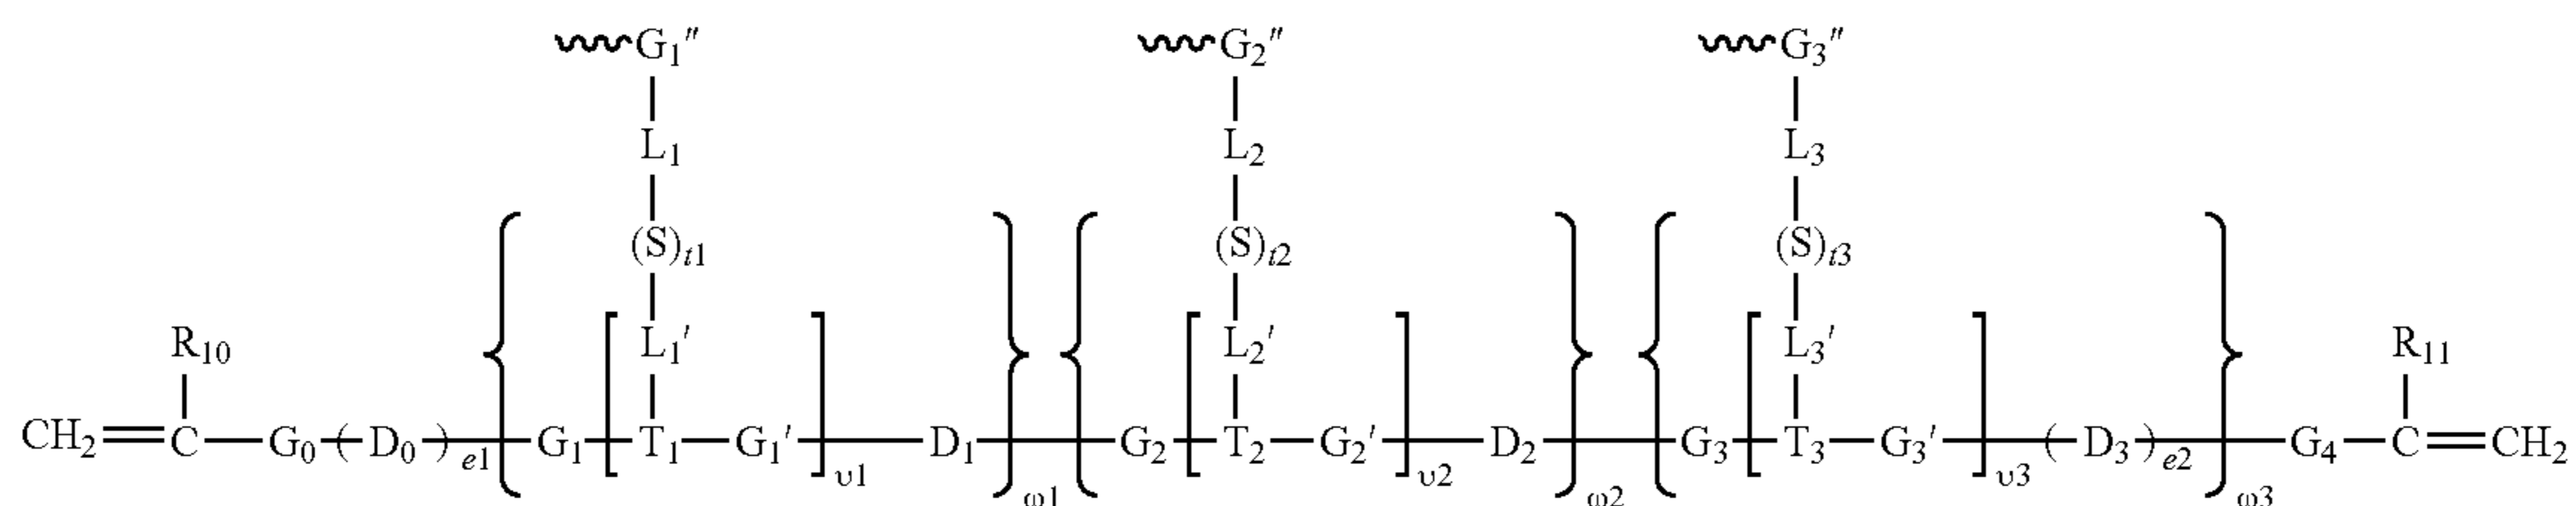 G₁″ G₂″ G₃″
L₁ L₂ L₃
(S)ₜ₁ (S)ₜ₂ (S)ₜ₃
R₁₀ L₁′ L₂′ L₃′ R₁₁
CH₂=C—G₀—(D₀)ₑ₁—{G₁—[T₁—G₁′]υ₁—D₁}ω₁—{G₂—[T₂—G₂′]υ₂—D₂}ω₂—{G₃—[T₃—G₃′]υ₃—(D₃)ₑ₂}ω₃—G₄—C=CH₂